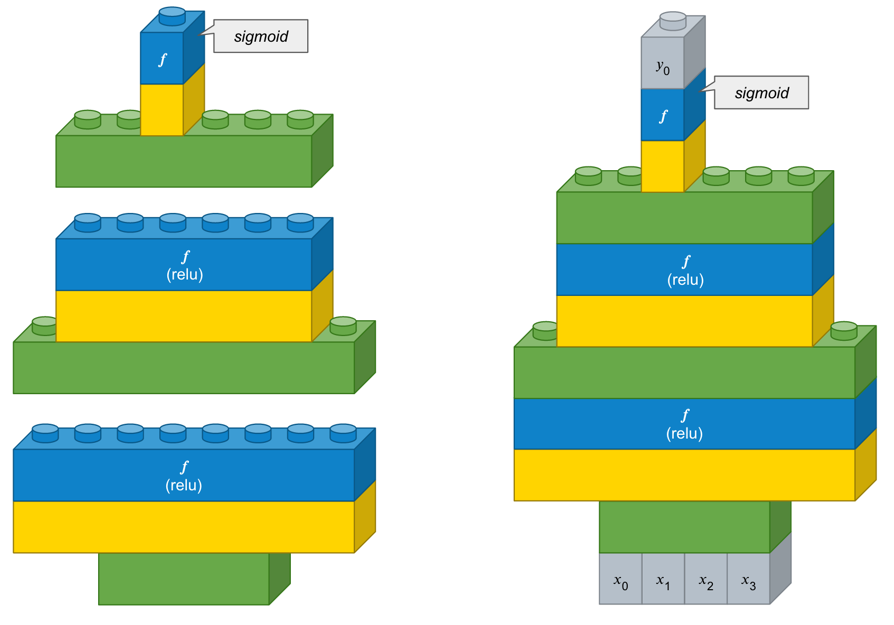 sigmoid
f
f
(relu)
f
(relu)
y0
sigmoid
f
f
(relu)
f
(relu)
x0 x1 x2 x3